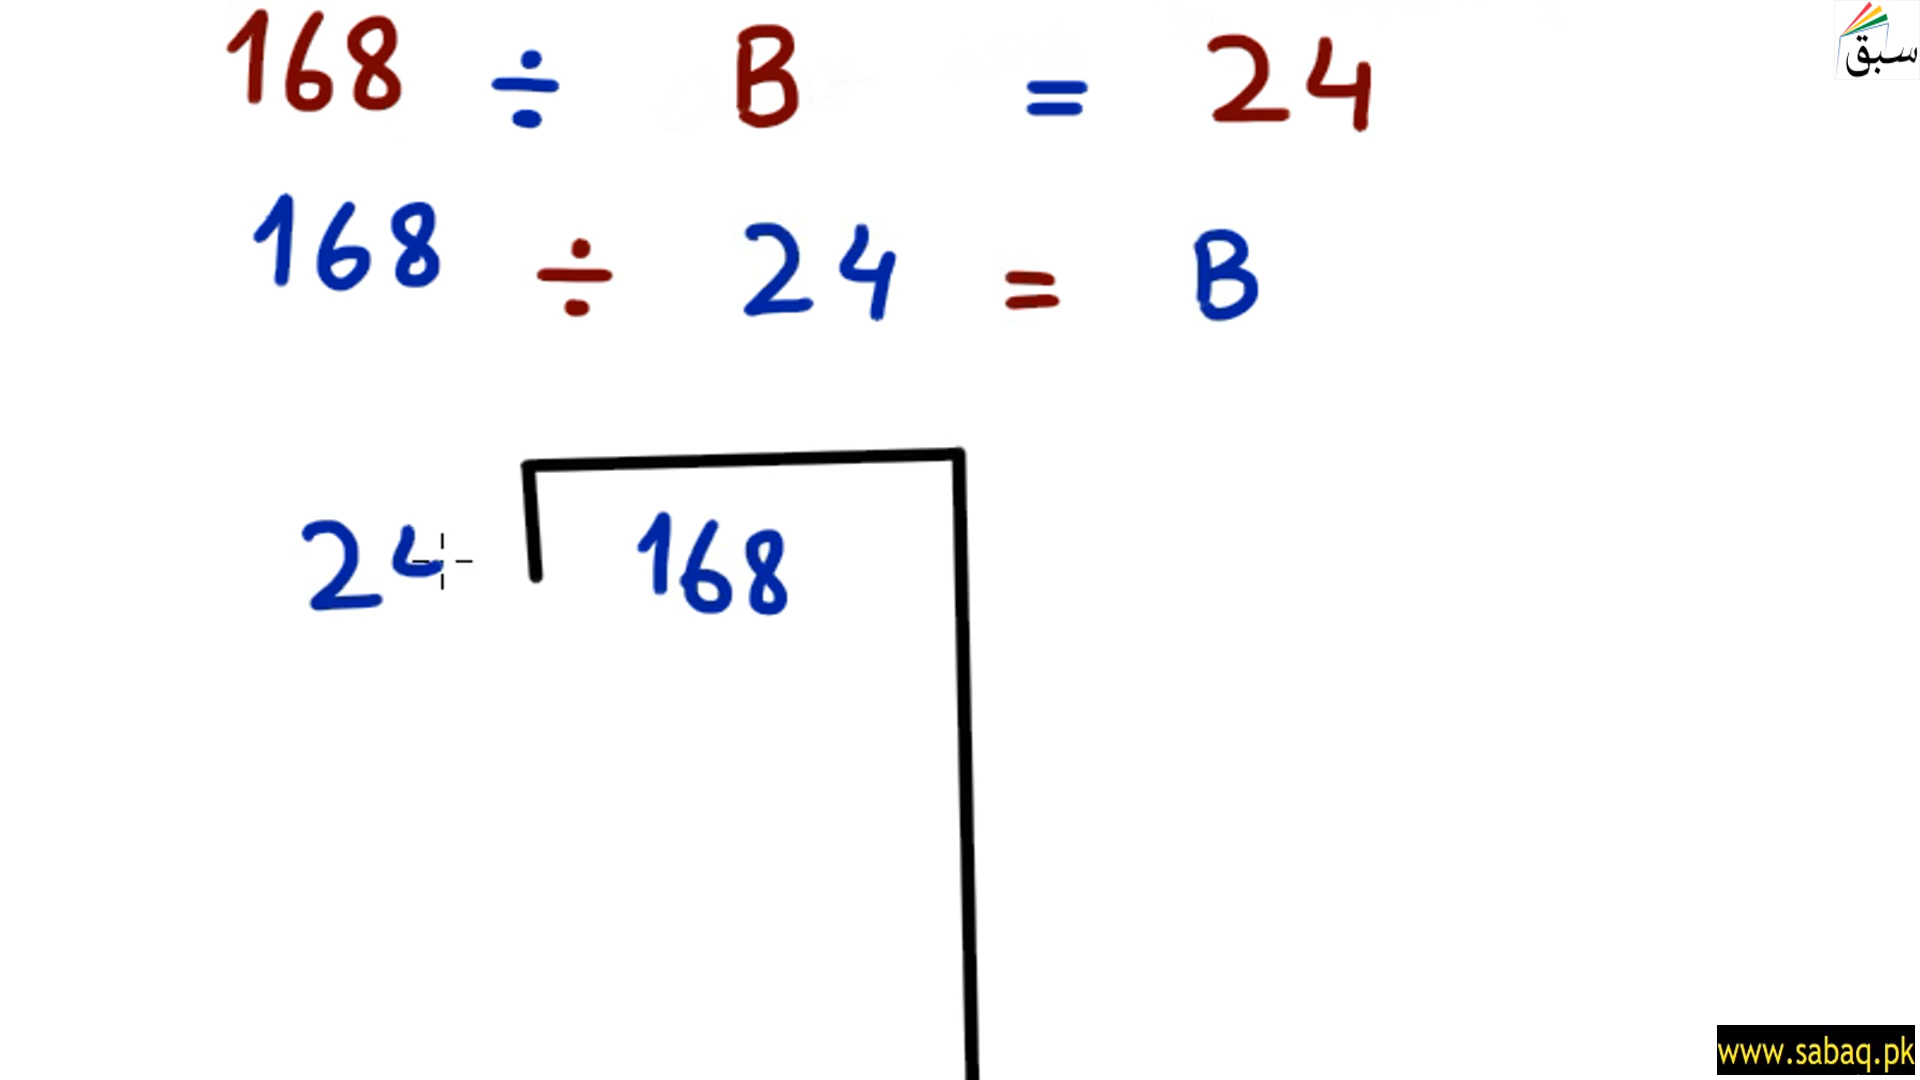 سبق
168 ÷ B = 24
168 ÷ 24 = B
24 168
www.sabaq.pk